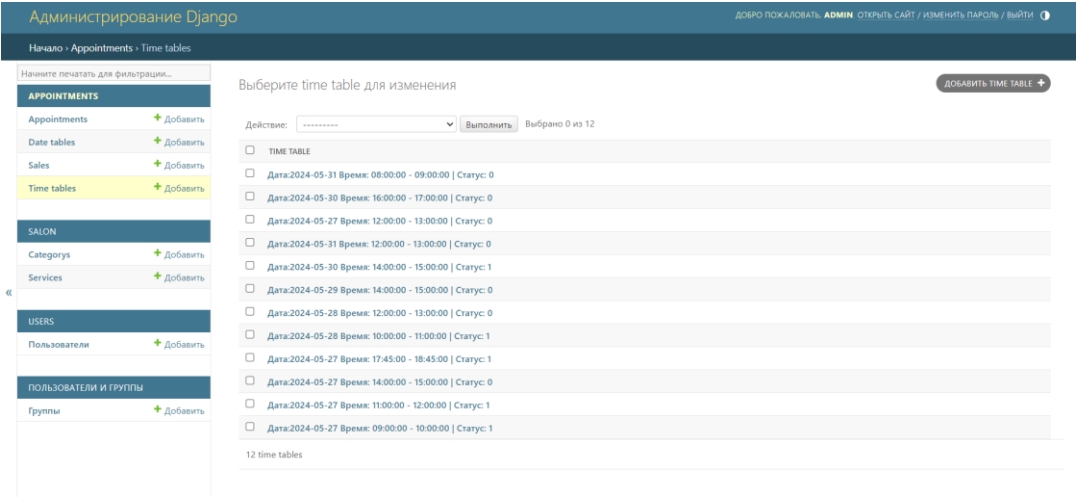 Администрирование Django
ДОБРО ПОЖАЛОВАТЬ, ADMIN. ОТКРЫТЬ САЙТ / ИЗМЕНИТЬ ПАРОЛЬ / ВЫЙТИ
Начало › Appointments › Time tables
Начните печатать для фильтрации...
APPOINTMENTS
Appointments + Добавить
Date tables + Добавить
Sales + Добавить
Time tables + Добавить
SALON
Categorys + Добавить
Services + Добавить
USERS
Пользователи + Добавить
ПОЛЬЗОВАТЕЛИ И ГРУППЫ
Группы + Добавить
«
Выберите time table для изменения
ДОБАВИТЬ TIME TABLE +
Действие: --------- Выполнить Выбрано 0 из 12
TIME TABLE
Дата:2024-05-31 Время: 08:00:00 - 09:00:00 | Статус: 0
Дата:2024-05-30 Время: 16:00:00 - 17:00:00 | Статус: 0
Дата:2024-05-27 Время: 12:00:00 - 13:00:00 | Статус: 0
Дата:2024-05-31 Время: 12:00:00 - 13:00:00 | Статус: 0
Дата:2024-05-30 Время: 14:00:00 - 15:00:00 | Статус: 1
Дата:2024-05-29 Время: 14:00:00 - 15:00:00 | Статус: 0
Дата:2024-05-28 Время: 12:00:00 - 13:00:00 | Статус: 0
Дата:2024-05-28 Время: 10:00:00 - 11:00:00 | Статус: 1
Дата:2024-05-27 Время: 17:45:00 - 18:45:00 | Статус: 1
Дата:2024-05-27 Время: 14:00:00 - 15:00:00 | Статус: 0
Дата:2024-05-27 Время: 11:00:00 - 12:00:00 | Статус: 1
Дата:2024-05-27 Время: 09:00:00 - 10:00:00 | Статус: 1
12 time tables